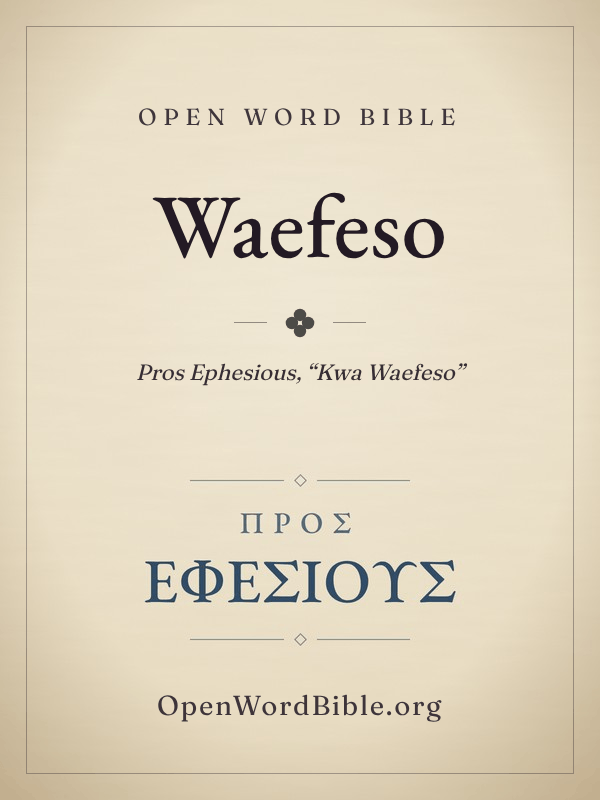 OPEN WORD BIBLE
Waefeso
Pros Ephesious, “Kwa Waefeso”
ΠΡΟΣ
ΕΦΕΣΙΟΥΣ
OpenWordBible.org